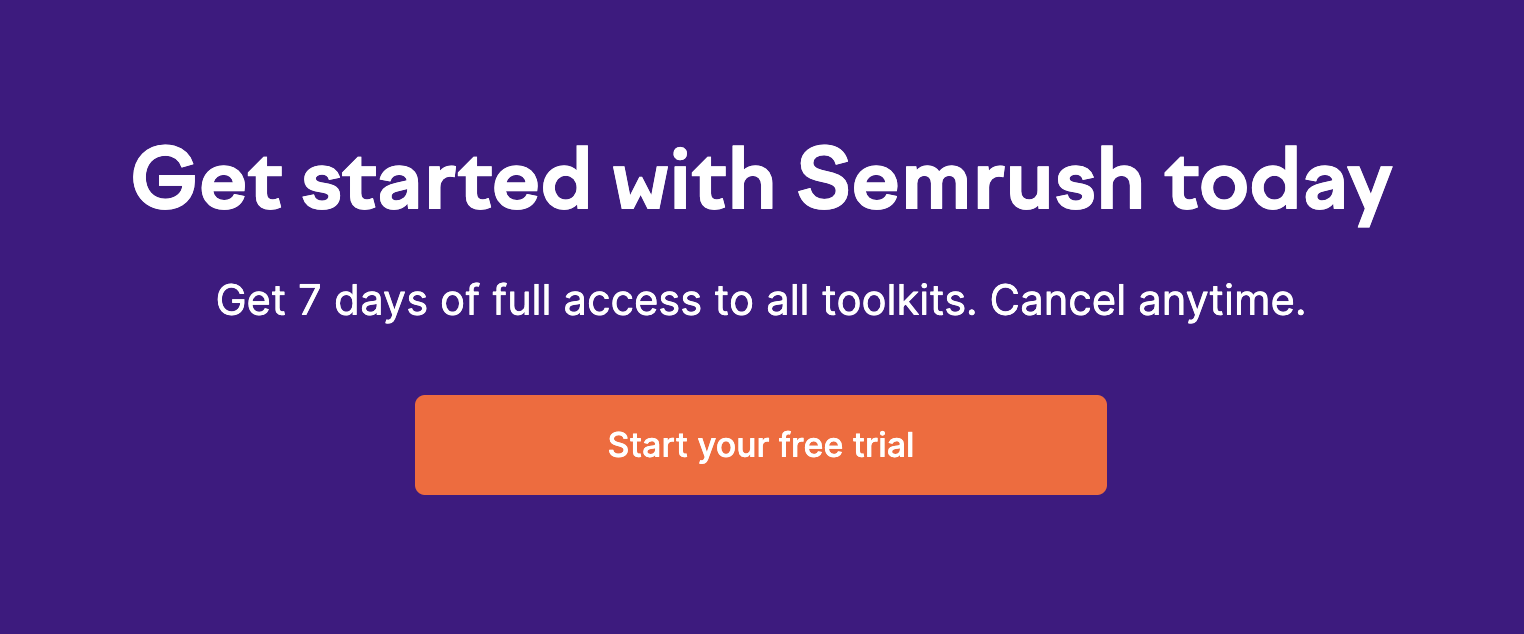 Get started with Semrush today
Get 7 days of full access to all toolkits. Cancel anytime.
Start your free trial